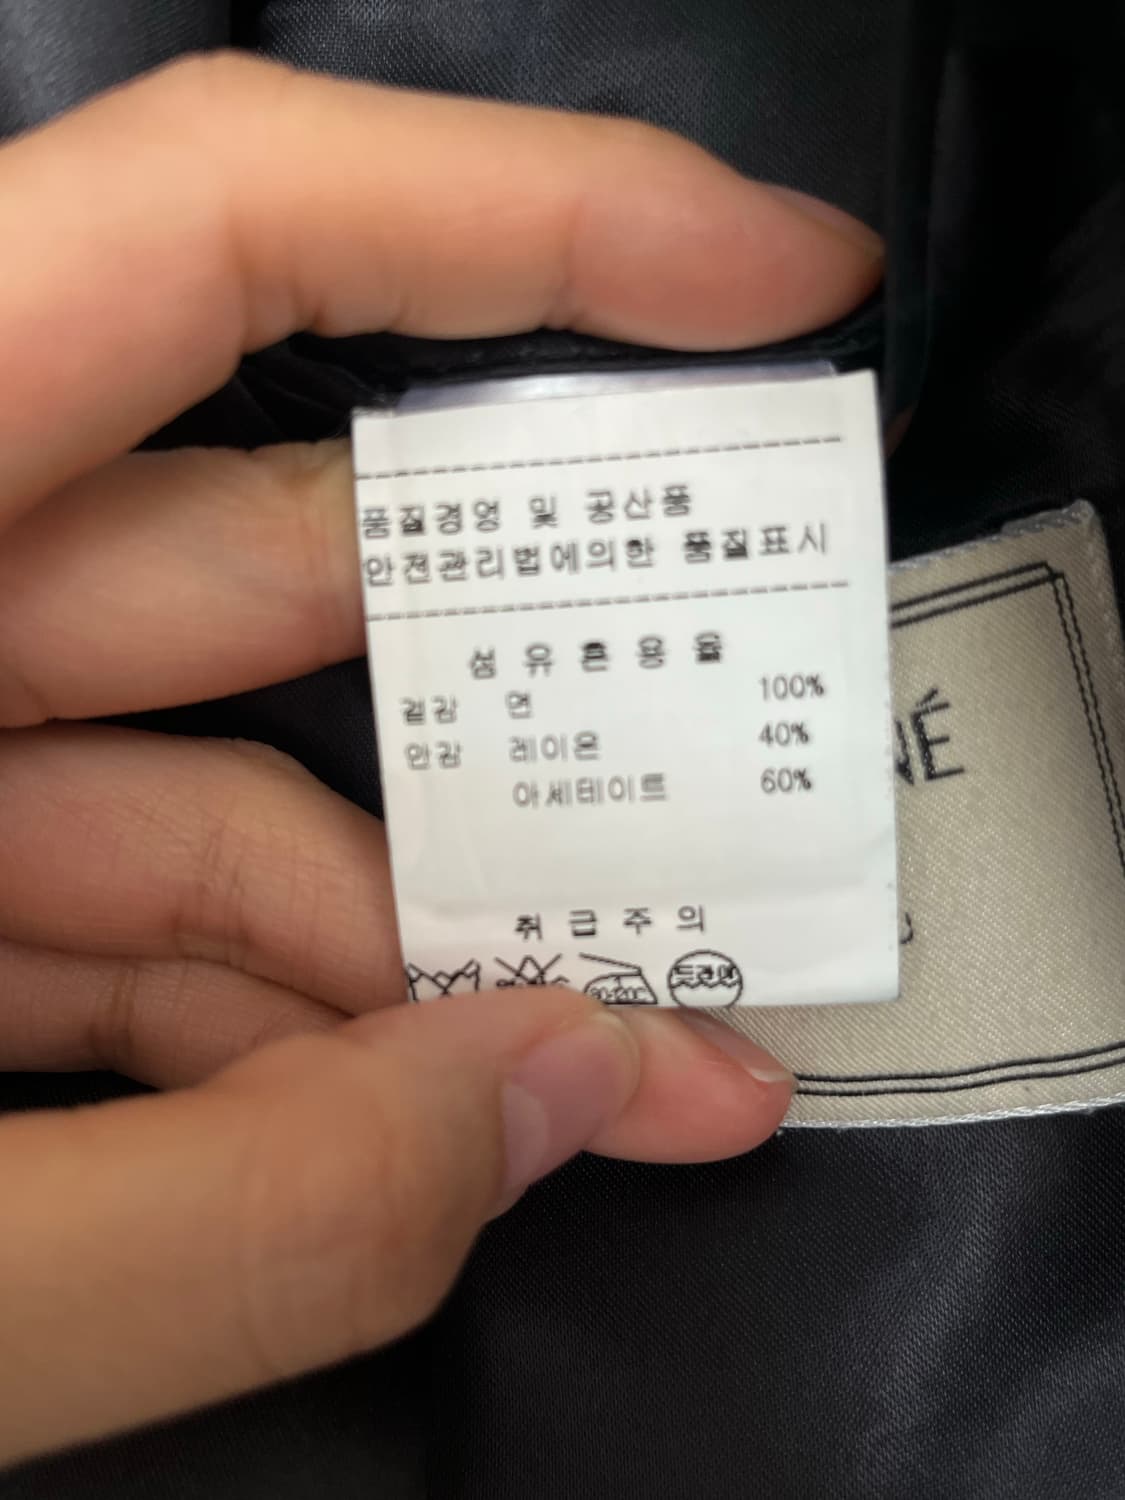 품질경영 및 공산품
안전관리법에의한 품질표시
섬 유 혼 용 율
겉감 면 100%
안감 레이온 40%
아세테이트 60%
취 급 주 의
드라이
NÉ